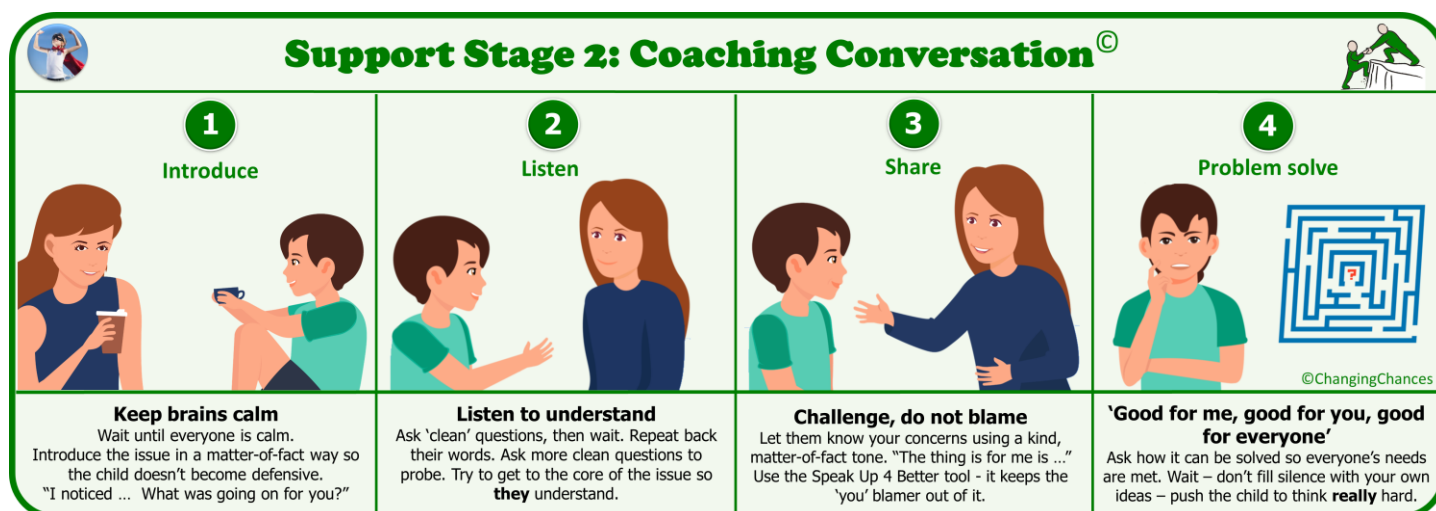 Support Stage 2: Coaching Conversation©
1
Introduce
2
Listen
3
Share
4
Problem solve
?
©ChangingChances
Keep brains calm
Wait until everyone is calm.
Introduce the issue in a matter-of-fact way so
the child doesn't become defensive.
"I noticed ... What was going on for you?"
Listen to understand
Ask 'clean' questions, then wait. Repeat back
their words. Ask more clean questions to
probe. Try to get to the core of the issue so
they understand.
Challenge, do not blame
Let them know your concerns using a kind,
matter-of-fact tone. "The thing is for me is ..."
Use the Speak Up 4 Better tool - it keeps the
'you' blamer out of it.
'Good for me, good for you, good
for everyone'
Ask how it can be solved so everyone's needs
are met. Wait – don't fill silence with your own
ideas – push the child to think really hard.